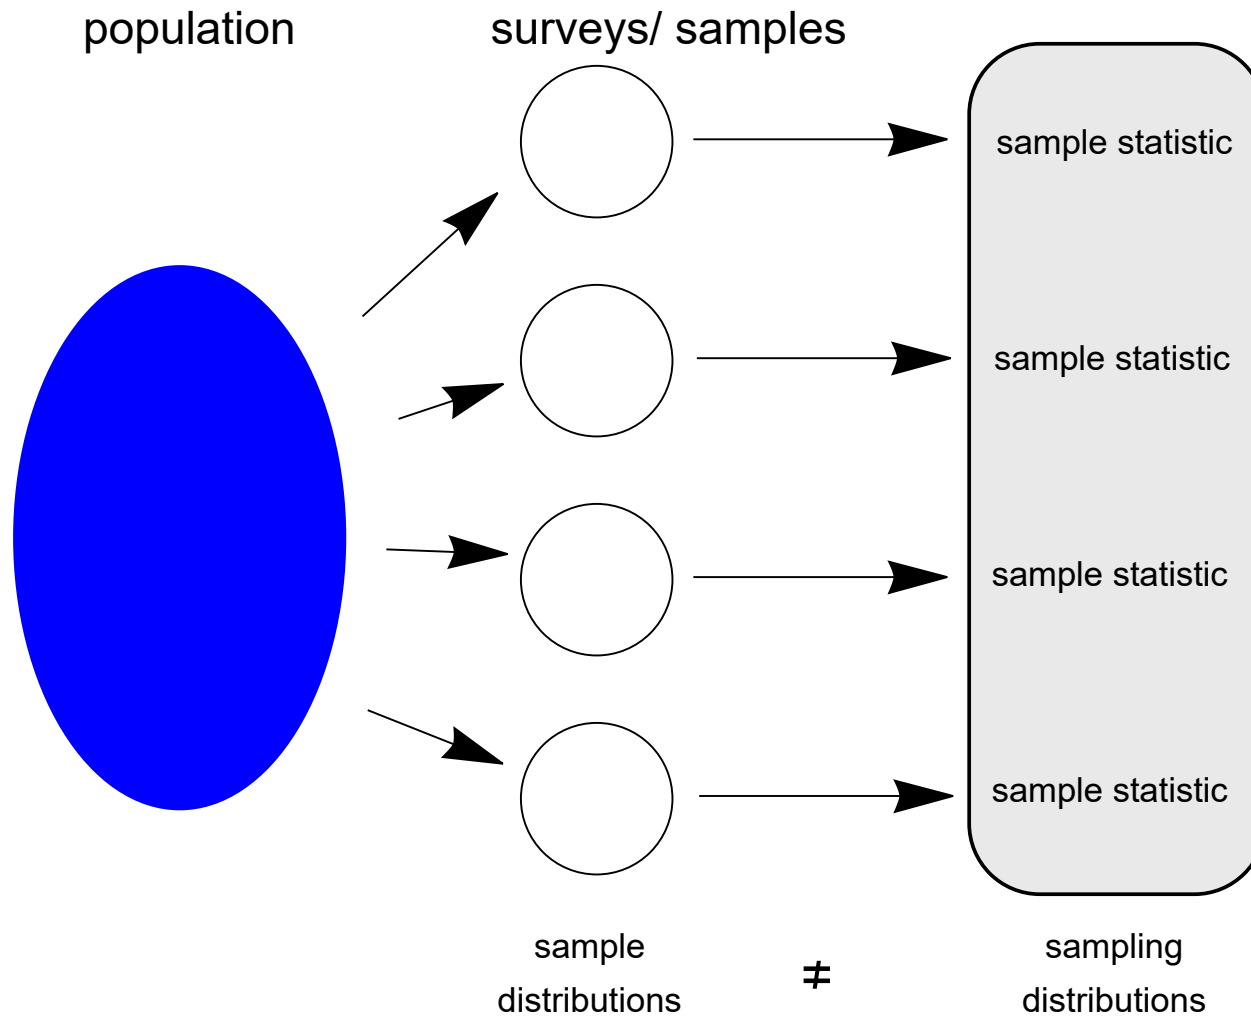 population
surveys/ samples
sample statistic
sample statistic
sample statistic
sample statistic
sample
distributions
≠
sampling
distributions